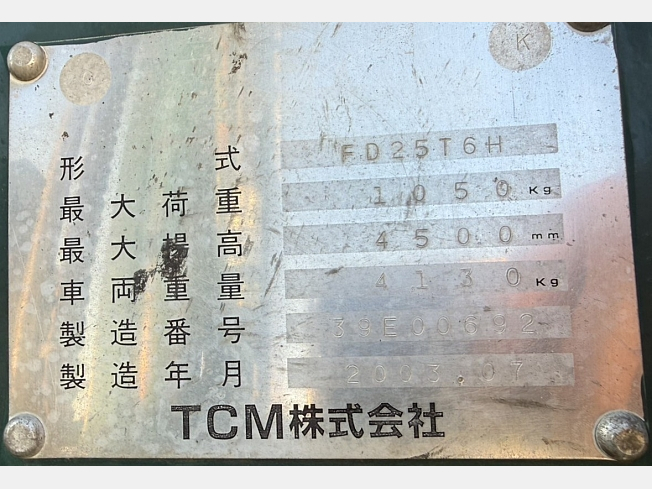 K
形式 FD25T6H
最大荷重 1050 Kg
最大揚高 4500 mm
車両重量 4130 Kg
製造番号 39E00692
製造年月 2003.07
TCM株式会社